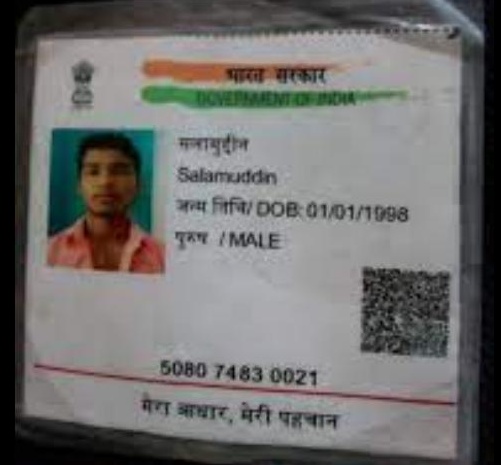 भारत सरकार
GOVERNMENT OF INDIA
सलामुद्दीन
Salamuddin
जन्म तिथि/ DOB: 01/01/1998
पुरुष / MALE
5080 7483 0021
मेरा आधार, मेरी पहचान